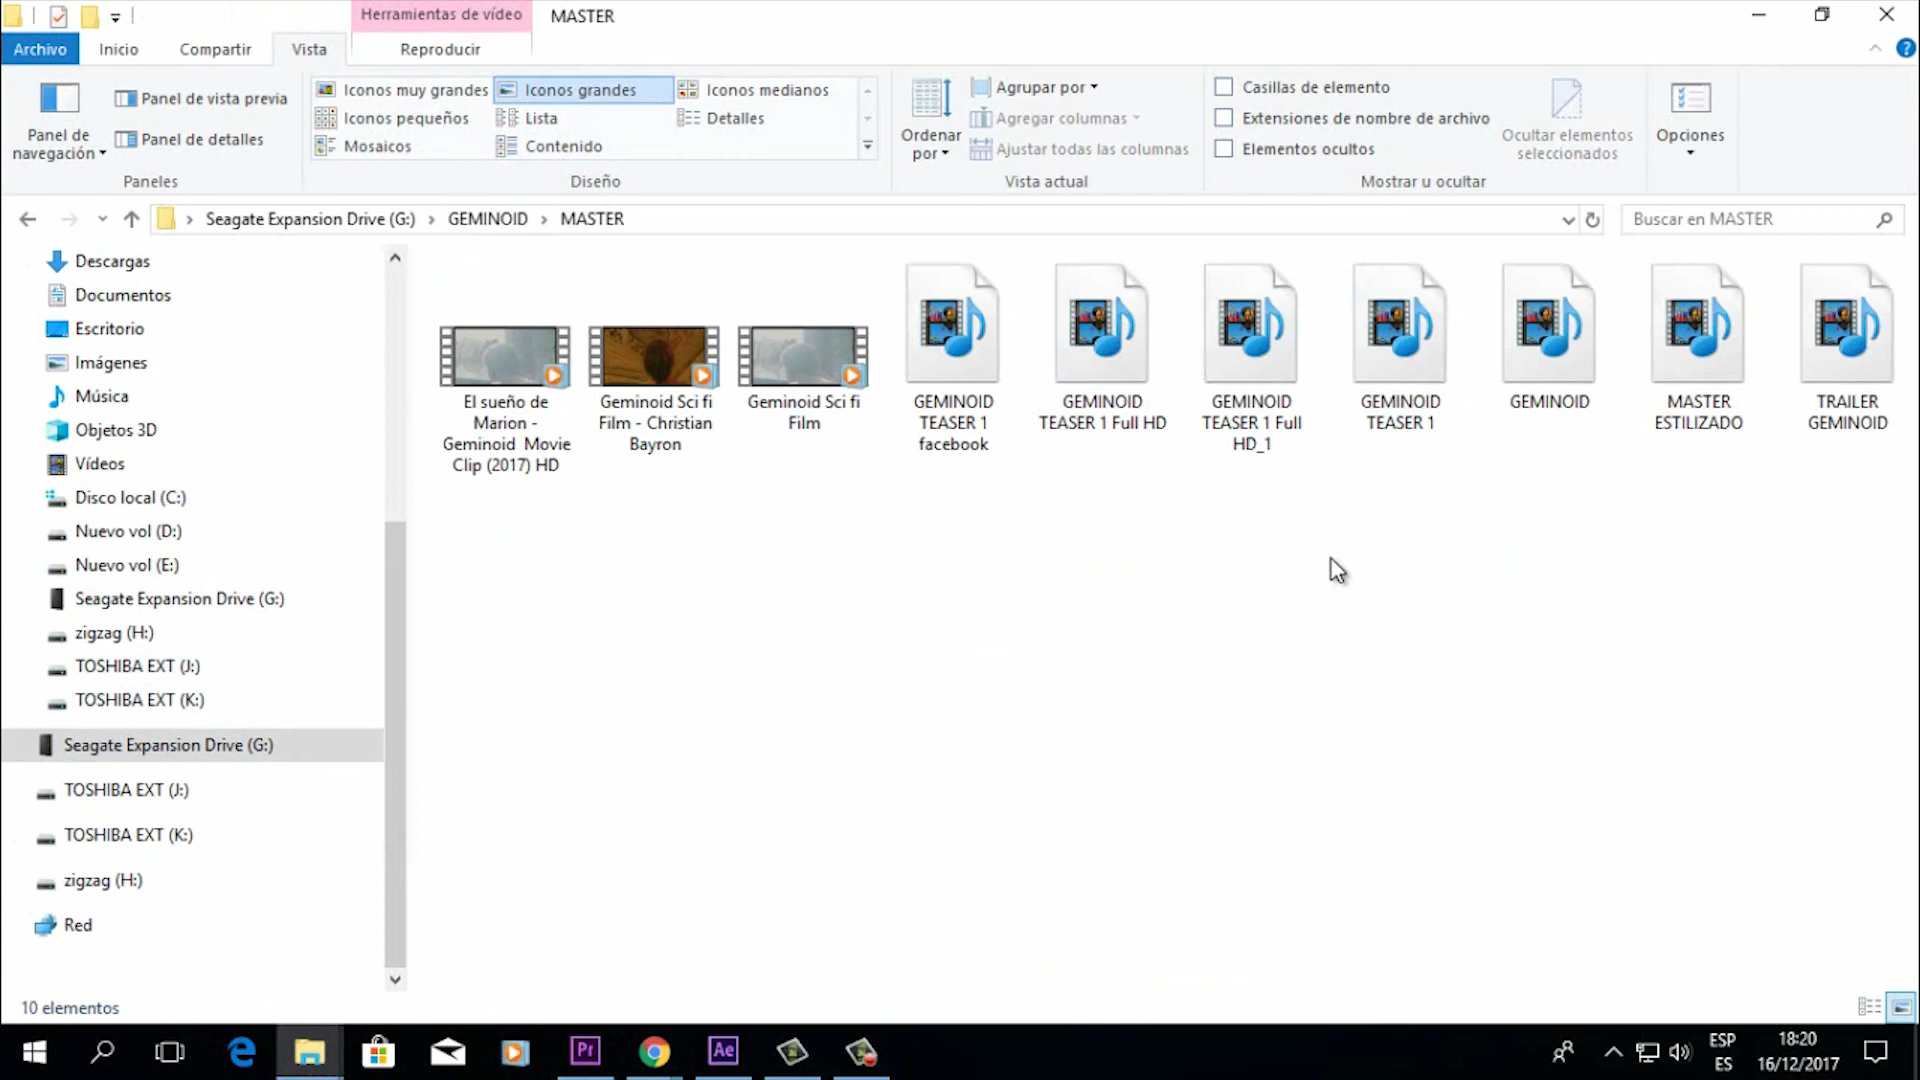 Herramientas de vídeo
MASTER
Archivo
Inicio
Compartir
Vista
Reproducir
Panel de navegación
Panel de vista previa
Panel de detalles
Paneles
Iconos muy grandes
Iconos grandes
Iconos medianos
Iconos pequeños
Lista
Detalles
Mosaicos
Contenido
Diseño
Ordenar por
Agrupar por
Agregar columnas
Ajustar todas las columnas
Vista actual
Casillas de elemento
Extensiones de nombre de archivo
Elementos ocultos
Ocultar elementos seleccionados
Mostrar u ocultar
Opciones
Seagate Expansion Drive (G:) > GEMINOID > MASTER
Buscar en MASTER
Descargas
Documentos
Escritorio
Imágenes
Música
Objetos 3D
Vídeos
Disco local (C:)
Nuevo vol (D:)
Nuevo vol (E:)
Seagate Expansion Drive (G:)
zigzag (H:)
TOSHIBA EXT (J:)
TOSHIBA EXT (K:)
Seagate Expansion Drive (G:)
TOSHIBA EXT (J:)
TOSHIBA EXT (K:)
zigzag (H:)
Red
El sueño de
Marion -
Geminoid Movie
Clip (2017) HD
Geminoid Sci fi
Film - Christian
Bayron
Geminoid Sci fi
Film
GEMINOID
TEASER 1
facebook
GEMINOID
TEASER 1 Full HD
GEMINOID
TEASER 1 Full
HD_1
GEMINOID
TEASER 1
GEMINOID
MASTER
ESTILIZADO
TRAILER
GEMINOID
10 elementos
Pr
Ae
ESP
ES
18:20
16/12/2017